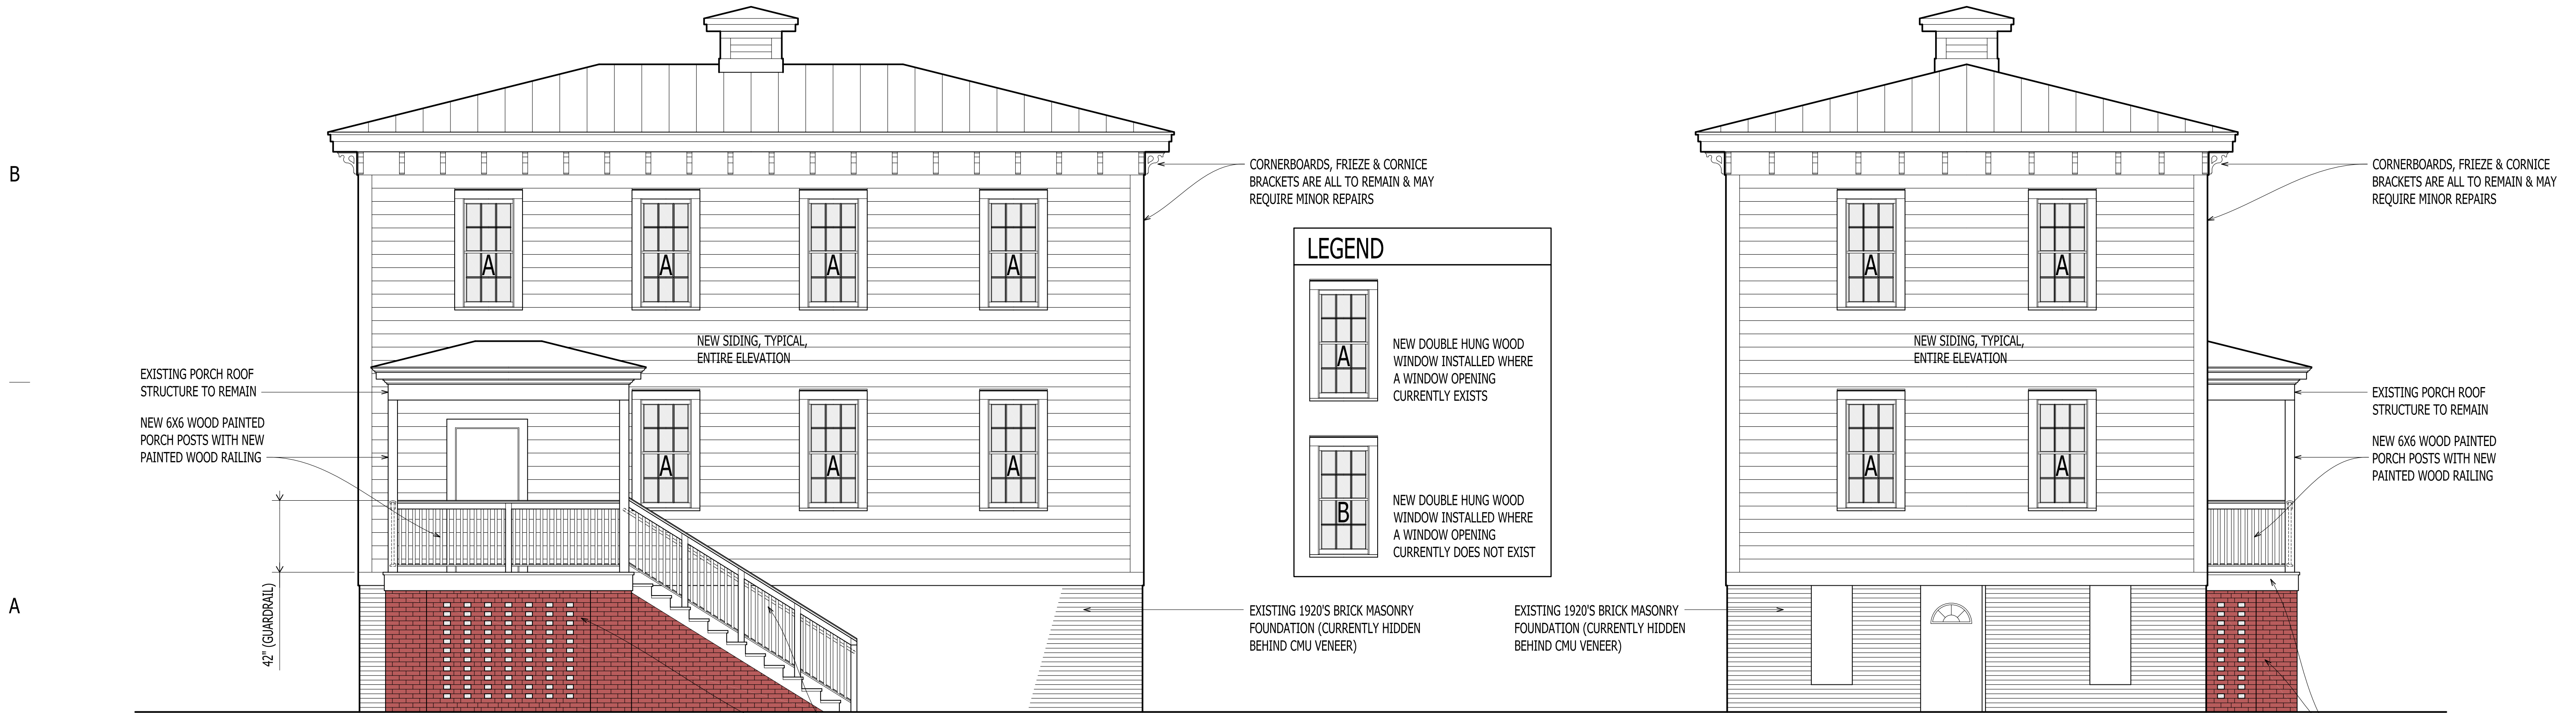 B
A
CORNERBOARDS, FRIEZE & CORNICE
BRACKETS ARE ALL TO REMAIN & MAY
REQUIRE MINOR REPAIRS
A
A
A
A
NEW SIDING, TYPICAL,
ENTIRE ELEVATION
EXISTING PORCH ROOF
STRUCTURE TO REMAIN
NEW 6X6 WOOD PAINTED
PORCH POSTS WITH NEW
PAINTED WOOD RAILING
A
A
A
42" (GUARDRAIL)
EXISTING 1920'S BRICK MASONRY
FOUNDATION (CURRENTLY HIDDEN
BEHIND CMU VENEER)
LEGEND
A
NEW DOUBLE HUNG WOOD
WINDOW INSTALLED WHERE
A WINDOW OPENING
CURRENTLY EXISTS
B
NEW DOUBLE HUNG WOOD
WINDOW INSTALLED WHERE
A WINDOW OPENING
CURRENTLY DOES NOT EXIST
CORNERBOARDS, FRIEZE & CORNICE
BRACKETS ARE ALL TO REMAIN & MAY
REQUIRE MINOR REPAIRS
A
A
NEW SIDING, TYPICAL,
ENTIRE ELEVATION
A
A
EXISTING PORCH ROOF
STRUCTURE TO REMAIN
NEW 6X6 WOOD PAINTED
PORCH POSTS WITH NEW
PAINTED WOOD RAILING
EXISTING 1920'S BRICK MASONRY
FOUNDATION (CURRENTLY HIDDEN
BEHIND CMU VENEER)